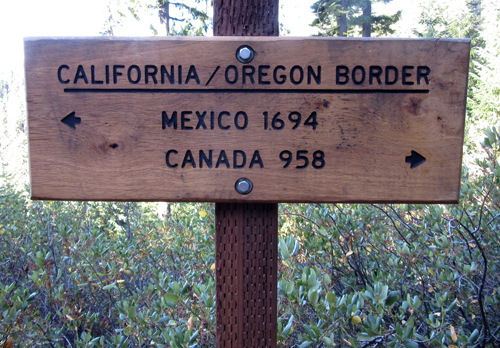 CALIFORNIA/OREGON BORDER
MEXICO 1694
CANADA 958